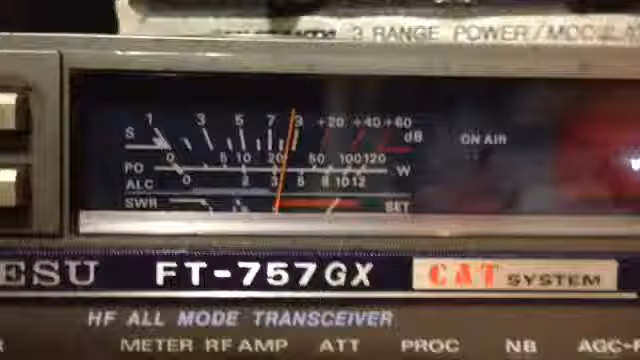 3 RANGE POWER/MODUL
1 3 5 7 9 +20 +40 +60
S dB
ON AIR
0 5 10 20 50 100 120
PO W
ALC 0 2 3 5 8 10 12
SWR SET
ESU FT-757GX CAT SYSTEM
HF ALL MODE TRANSCEIVER
METER RF AMP ATT PROC NB AGC-F